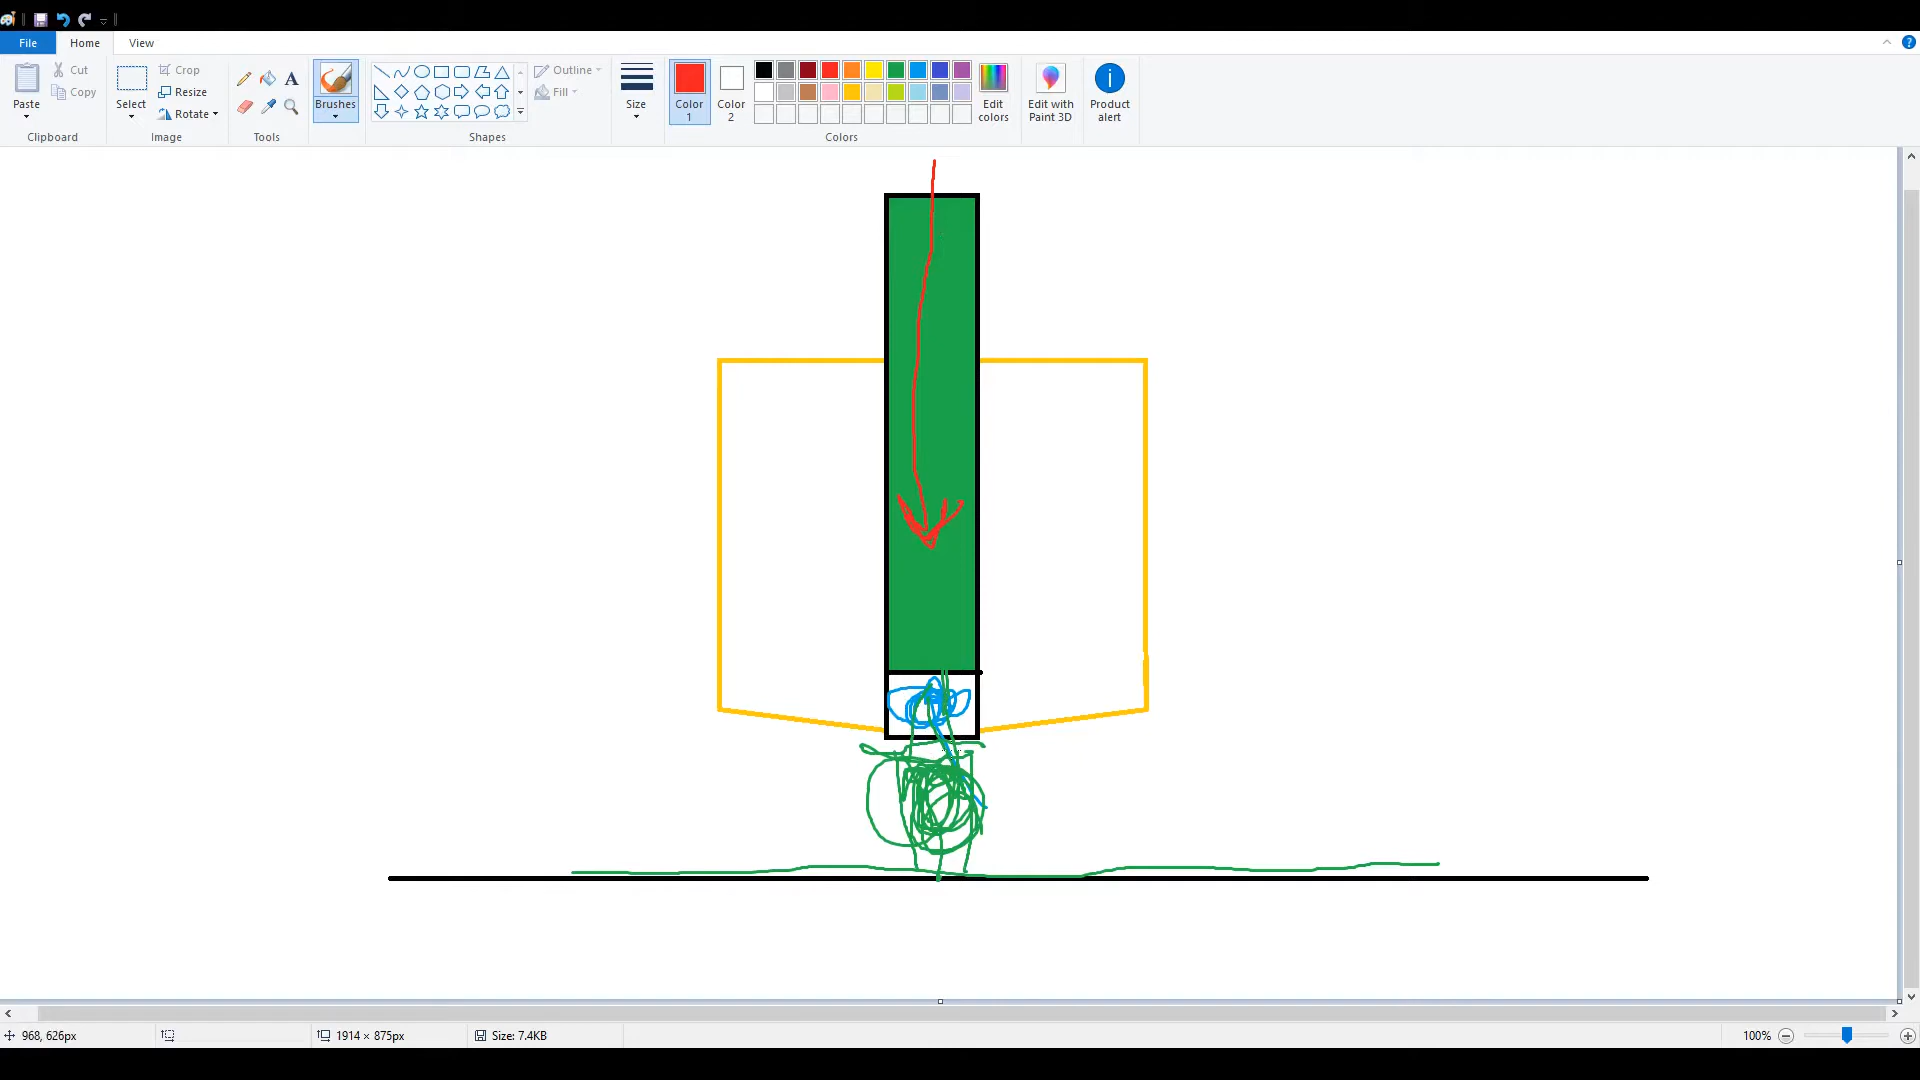 File Home View
Paste
Cut
Copy
Clipboard
Select
Crop
Resize
Rotate
Image
A
Tools
Brushes
Outline
Fill
Shapes
Size
Color 1
Color 2
Edit colors
Colors
Edit with Paint 3D
Product alert
968, 626px
1914 × 875px
Size: 7.4KB
100%